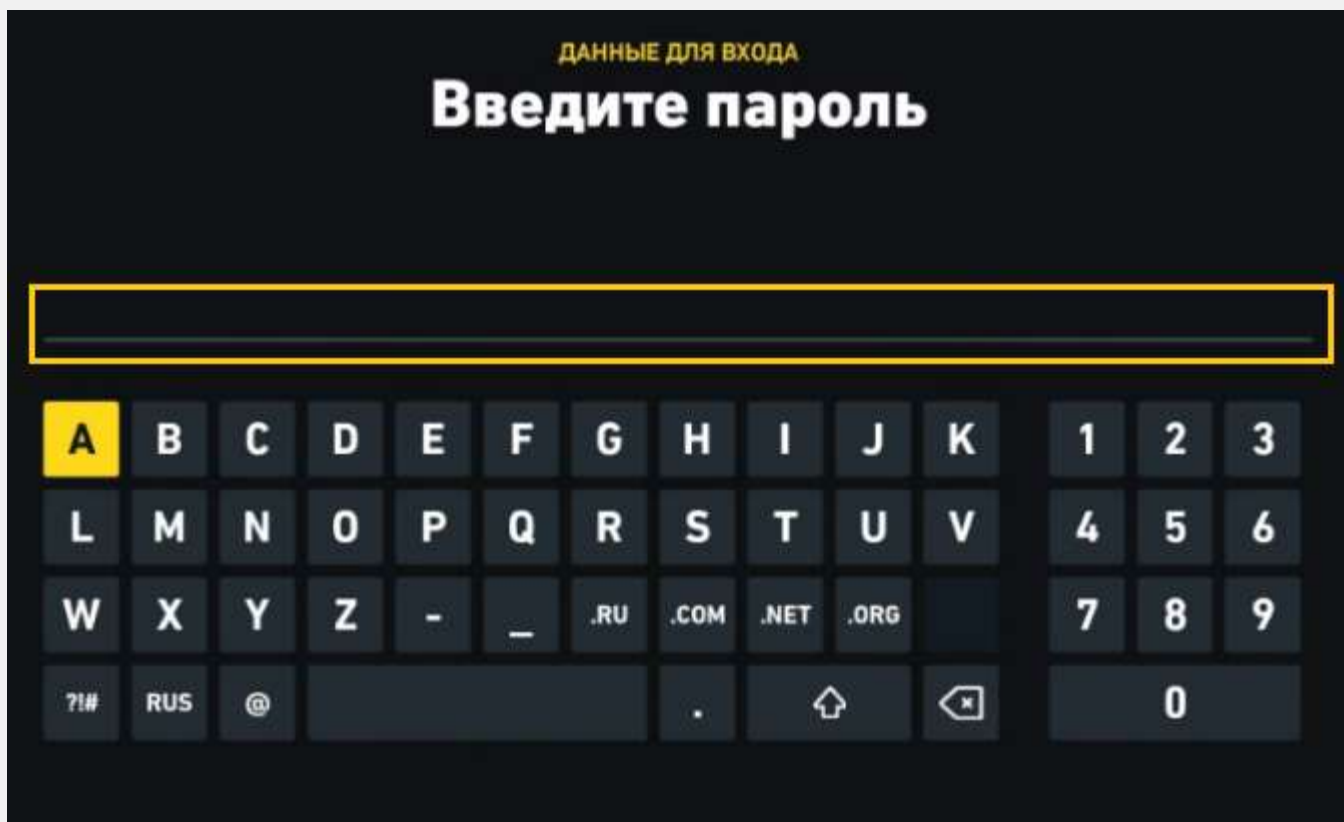 ДАННЫЕ ДЛЯ ВХОДА
Введите пароль
A B C D E F G H I J K 1 2 3
L M N O P Q R S T U V 4 5 6
W X Y Z - _ .RU .COM .NET .ORG 7 8 9
?!# RUS @ . 0